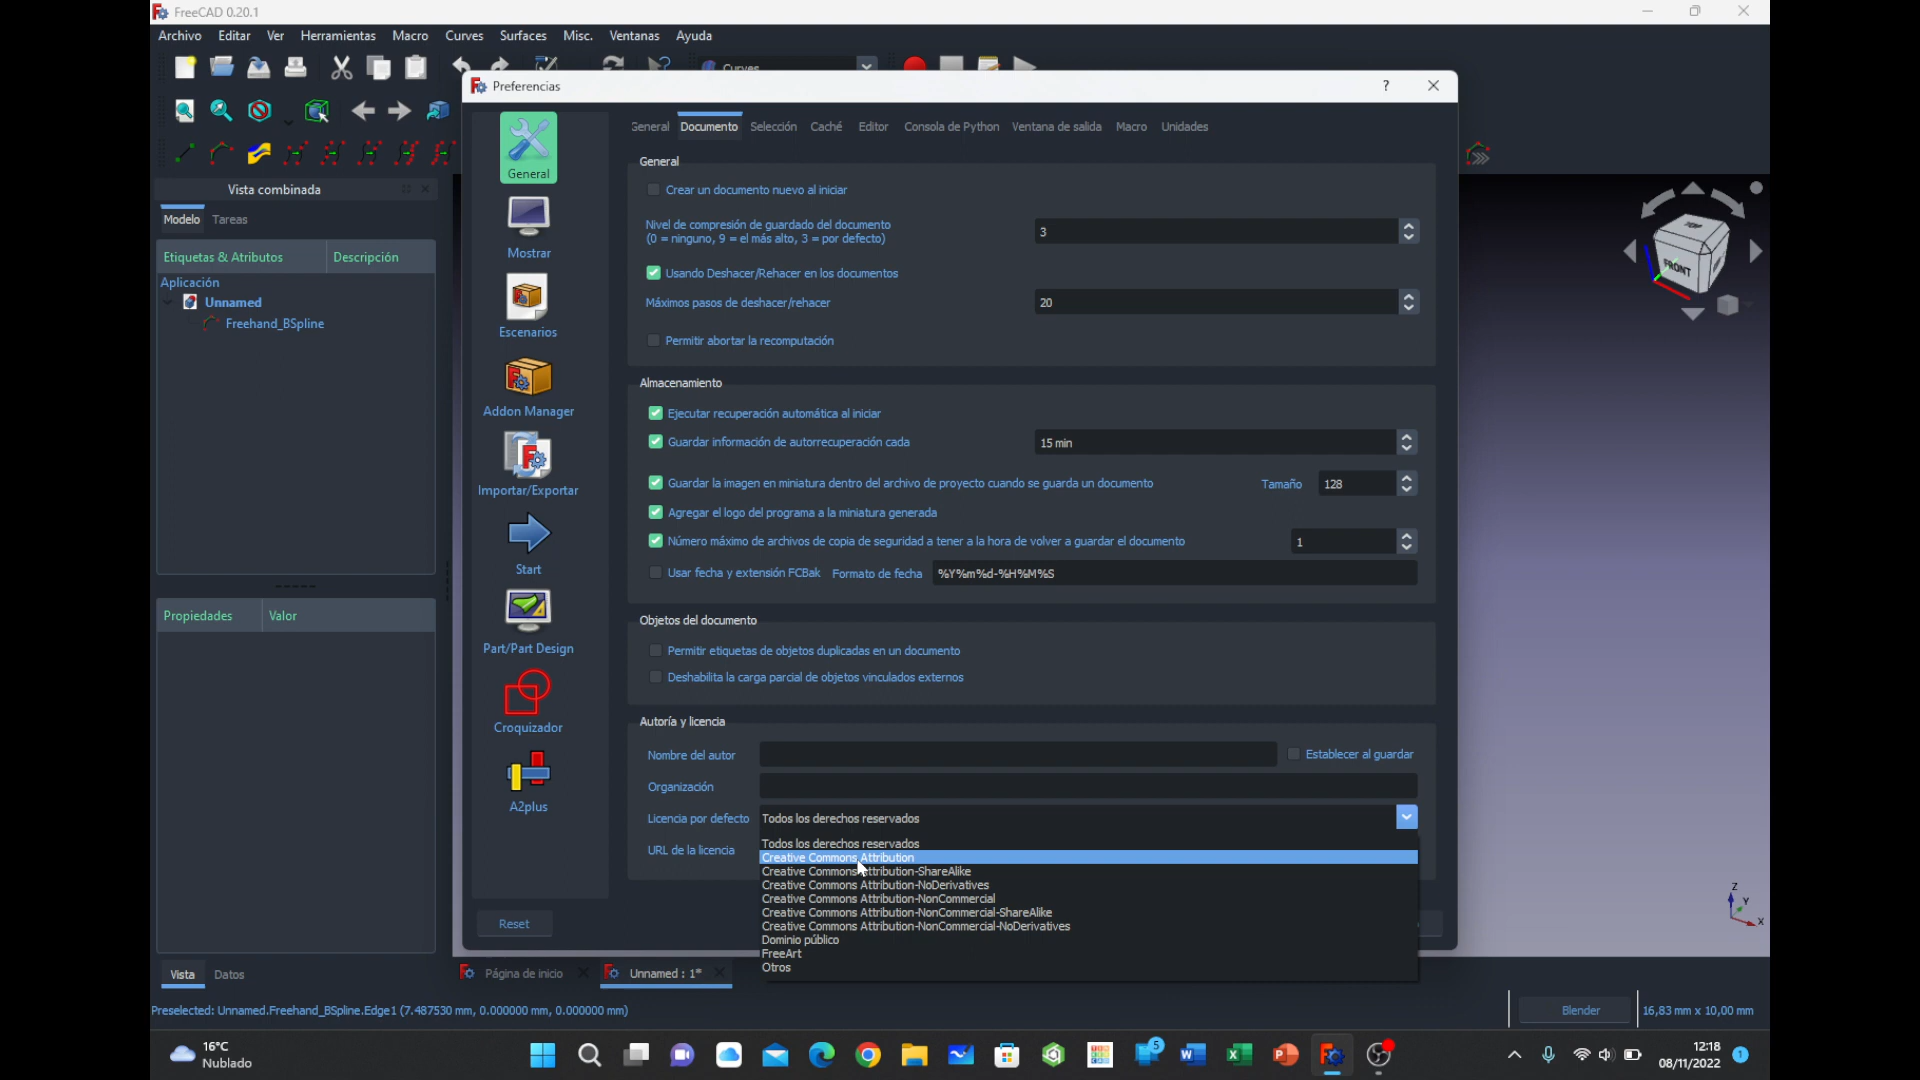 FreeCAD 0.20.1
Archivo Editar Ver Herramientas Macro Curves Surfaces Misc. Ventanas Ayuda
Curves
Preferencias
General Documento Selección Caché Editor Consola de Python Ventana de salida Macro Unidades
General
Mostrar
Escenarios
Addon Manager
Importar/Exportar
Start
Part/Part Design
Croquizador
A2plus
Reset
Vista combinada
Modelo Tareas
Etiquetas & Atributos Descripción
Aplicación
Unnamed
Freehand_BSpline
Propiedades Valor
Vista Datos
General
Crear un documento nuevo al iniciar
Nivel de compresión de guardado del documento
(0 = ninguno, 9 = el más alto, 3 = por defecto)
3
Usando Deshacer/Rehacer en los documentos
Máximos pasos de deshacer/rehacer 20
Permitir abortar la recomputación
Almacenamiento
Ejecutar recuperación automática al iniciar
Guardar información de autorrecuperación cada 15 min
Guardar la imagen en miniatura dentro del archivo de proyecto cuando se guarda un documento Tamaño 128
Agregar el logo del programa a la miniatura generada
Número máximo de archivos de copia de seguridad a tener a la hora de volver a guardar el documento 1
Usar fecha y extensión FCBak Formato de fecha %Y%m%d-%H%M%S
Objetos del documento
Permitir etiquetas de objetos duplicadas en un documento
Deshabilita la carga parcial de objetos vinculados externos
Autoría y licencia
Nombre del autor Establecer al guardar
Organización
Licencia por defecto Todos los derechos reservados
URL de la licencia
Todos los derechos reservados
Creative Commons Attribution
Creative Commons Attribution-ShareAlike
Creative Commons Attribution-NoDerivatives
Creative Commons Attribution-NonCommercial
Creative Commons Attribution-NonCommercial-ShareAlike
Creative Commons Attribution-NonCommercial-NoDerivatives
Dominio público
FreeArt
Otros
TOP
FRONT
Z
Y
X
Página de inicio Unnamed : 1*
Preselected: Unnamed.Freehand_BSpline.Edge1 (7.487530 mm, 0.000000 mm, 0.000000 mm)
Blender 16,83 mm x 10,00 mm
16°C
Nublado
5
12:18
08/11/2022
1